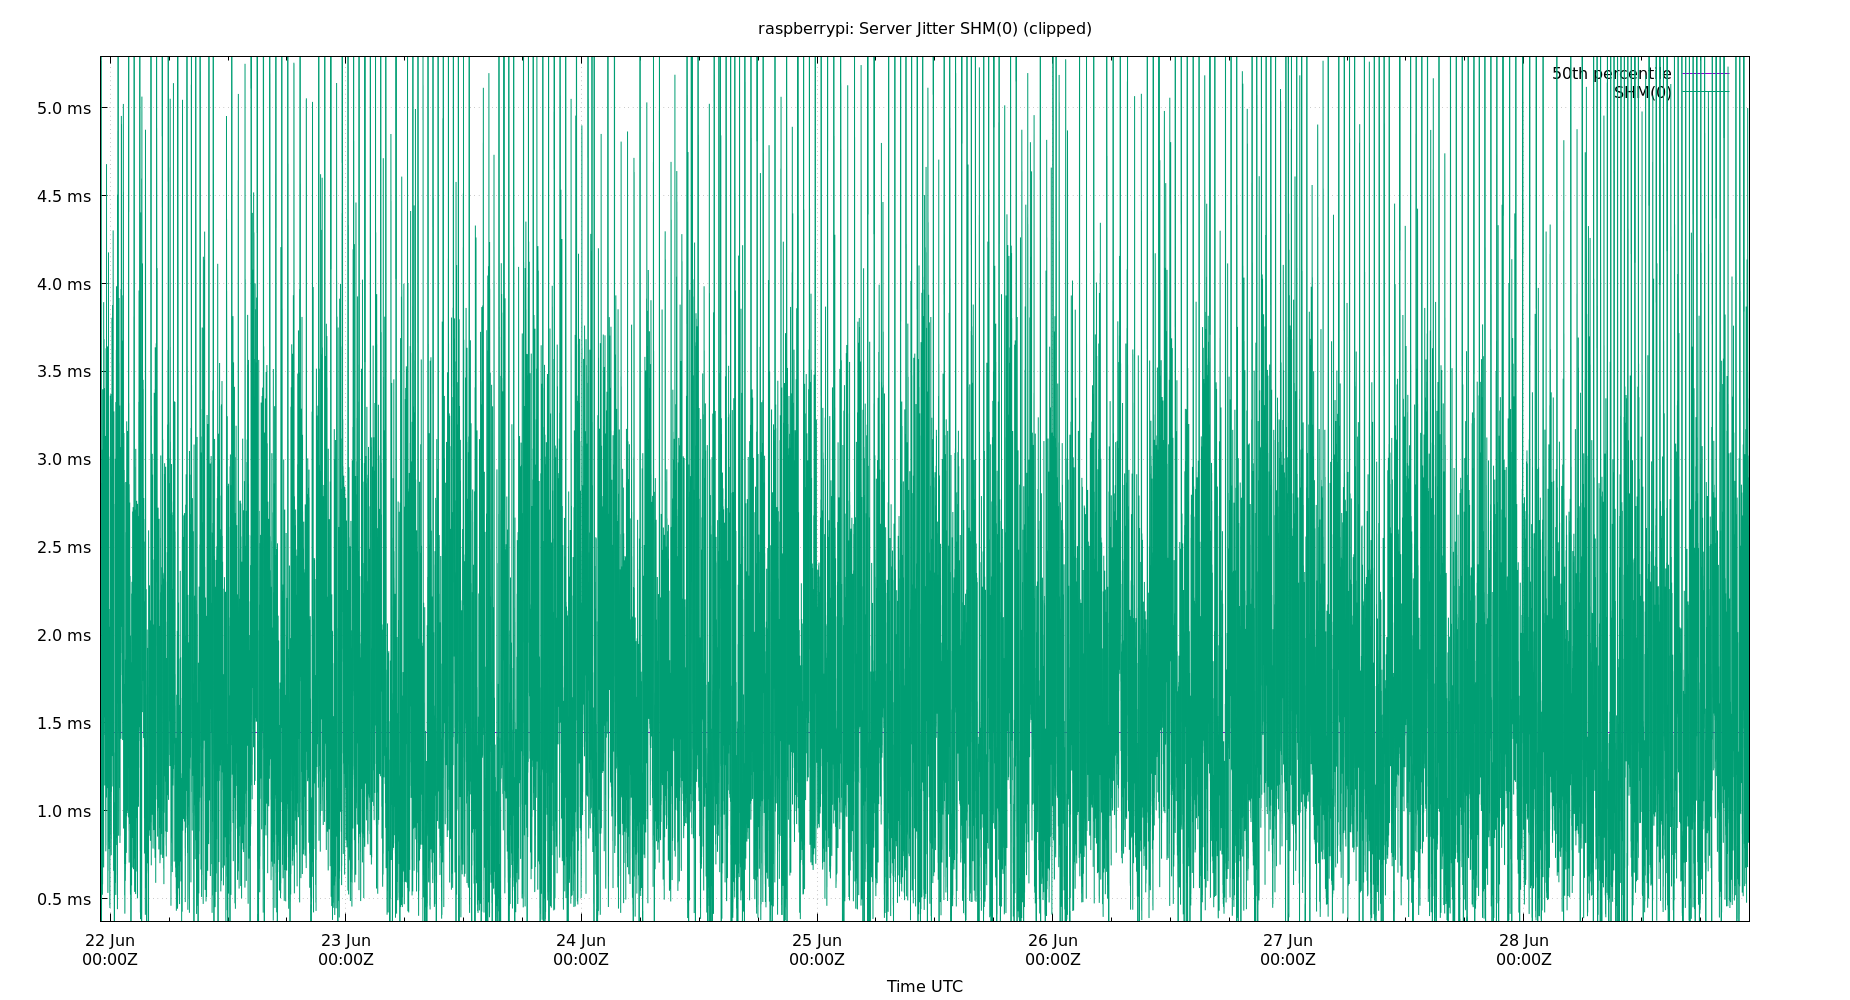 raspberrypi: Server Jitter SHM(0) (clipped)
50th percentile
SHM(0)
5.0 ms
4.5 ms
4.0 ms
3.5 ms
3.0 ms
2.5 ms
2.0 ms
1.5 ms
1.0 ms
0.5 ms
22 Jun 23 Jun 24 Jun 25 Jun 26 Jun 27 Jun 28 Jun
00:00Z 00:00Z 00:00Z 00:00Z 00:00Z 00:00Z 00:00Z
Time UTC